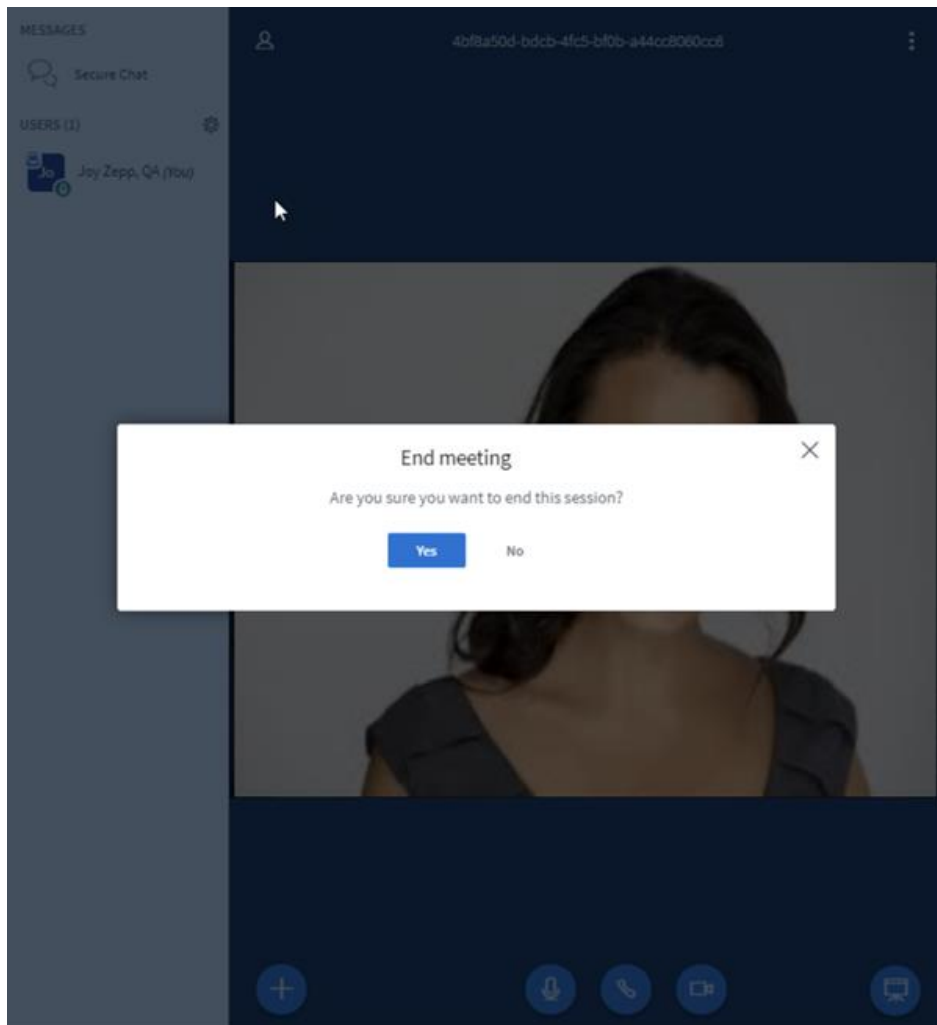 MESSAGES
Secure Chat
USERS (1)
Jo
Joy Zepp, QA (You)
4bf8a50d-bdcb-4fc5-bf0b-a44cc8060cc6
End meeting
Are you sure you want to end this session?
Yes
No